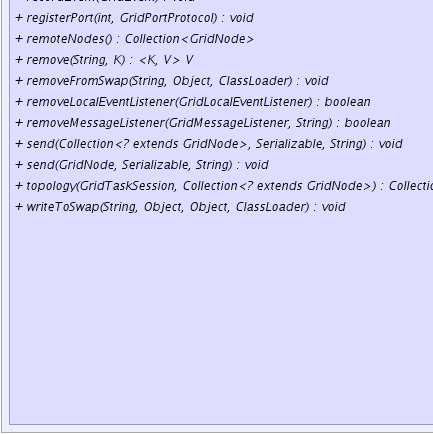 + registerPort(int, GridPortProtocol) : void
+ remoteNodes() : Collection<GridNode>
+ remove(String, K) : <K, V> V
+ removeFromSwap(String, Object, ClassLoader) : void
+ removeLocalEventListener(GridLocalEventListener) : boolean
+ removeMessageListener(GridMessageListener, String) : boolean
+ send(Collection<? extends GridNode>, Serializable, String) : void
+ send(GridNode, Serializable, String) : void
+ topology(GridTaskSession, Collection<? extends GridNode>) : Collectio
+ writeToSwap(String, Object, Object, ClassLoader) : void